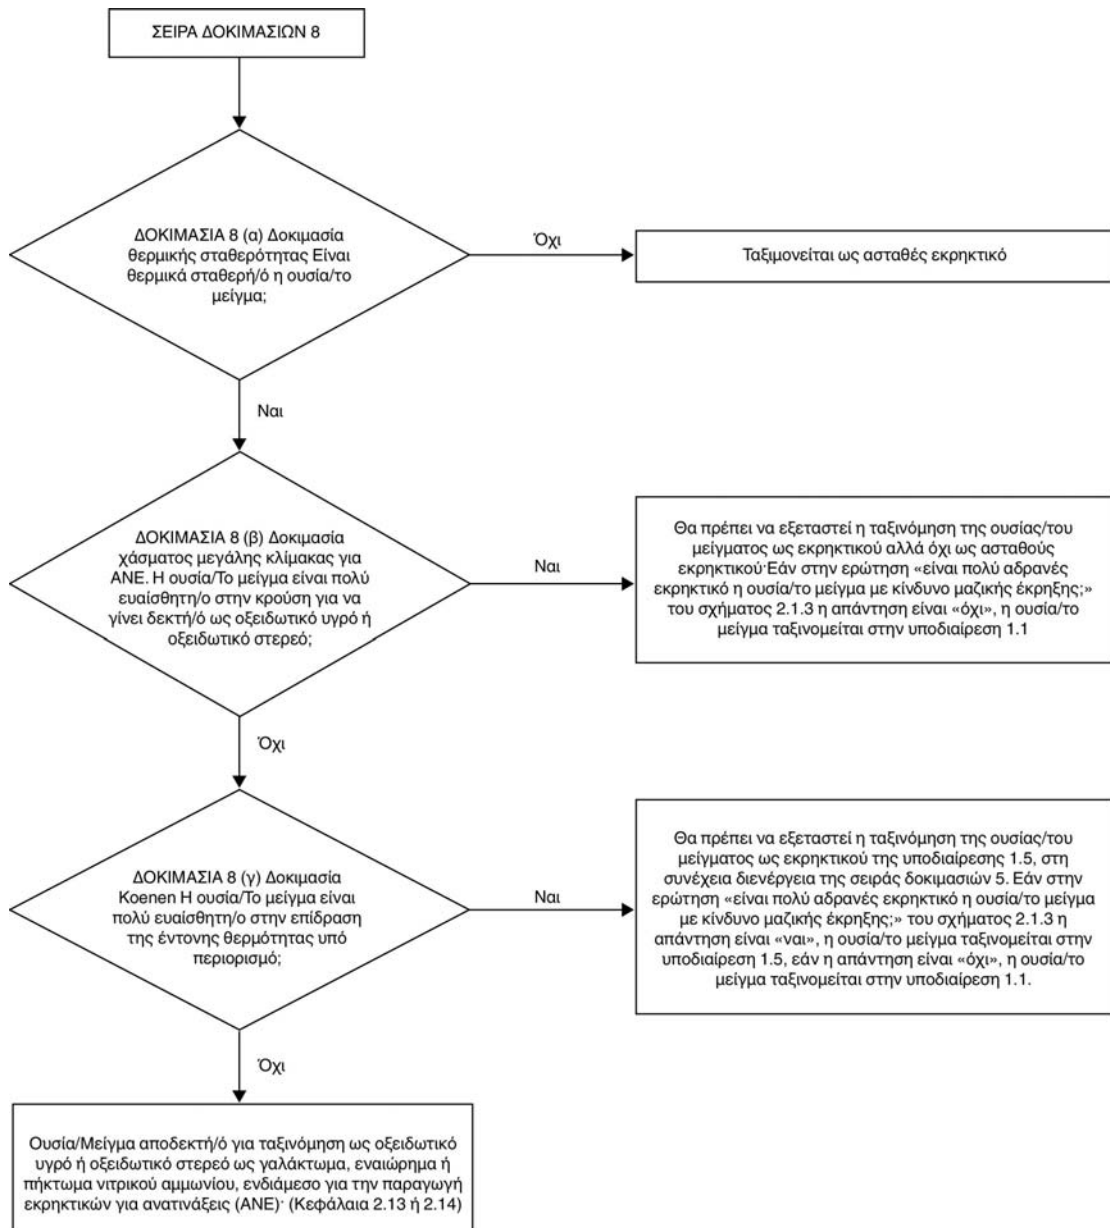 ΣΕΙΡΑ ΔΟΚΙΜΑΣΙΩΝ 8
ΔΟΚΙΜΑΣΙΑ 8 (α) Δοκιμασία
θερμικής σταθερότητας Είναι
θερμικά σταθερή/ό η ουσία/το
μείγμα;
Όχι
Ταξιμονείται ως ασταθές εκρηκτικό
Ναι
ΔΟΚΙΜΑΣΙΑ 8 (β) Δοκιμασία
χάσματος μεγάλης κλίμακας για
ΑΝΕ. Η ουσία/Το μείγμα είναι πολύ
ευαίσθητη/ο στην κρούση για να
γίνει δεκτή/ό ως οξειδωτικό υγρό ή
οξειδωτικό στερεό;
Ναι
Θα πρέπει να εξεταστεί η ταξινόμηση της ουσίας/του
μείγματος ως εκρηκτικού αλλά όχι ως ασταθούς
εκρηκτικού·Εάν στην ερώτηση «είναι πολύ αδρανές
εκρηκτικό η ουσία/το μείγμα με κίνδυνο μαζικής έκρηξης;»
του σχήματος 2.1.3 η απάντηση είναι «όχι», η ουσία/το
μείγμα ταξινομείται στην υποδιαίρεση 1.1
Όχι
ΔΟΚΙΜΑΣΙΑ 8 (γ) Δοκιμασία
Koenen Η ουσία/Το μείγμα είναι
πολύ ευαίσθητη/ο στην επίδραση
της έντονης θερμότητας υπό
περιορισμό;
Ναι
Θα πρέπει να εξεταστεί η ταξινόμηση της ουσίας/του
μείγματος ως εκρηκτικού της υποδιαίρεσης 1.5, στη
συνέχεια διενέργεια της σειράς δοκιμασιών 5. Εάν στην
ερώτηση «είναι πολύ αδρανές εκρηκτικό η ουσία/το μείγμα
με κίνδυνο μαζικής έκρηξης;» του σχήματος 2.1.3 η
απάντηση είναι «ναι», η ουσία/το μείγμα ταξινομείται στην
υποδιαίρεση 1.5, εάν η απάντηση είναι «όχι», η ουσία/το
μείγμα ταξινομείται στην υποδιαίρεση 1.1.
Όχι
Ουσία/Μείγμα αποδεκτή/ό για ταξινόμηση ως οξειδωτικό
υγρό ή οξειδωτικό στερεό ως γαλάκτωμα, εναιώρημα ή
πήκτωμα νιτρικού αμμωνίου, ενδιάμεσο για την παραγωγή
εκρηκτικών για ανατινάξεις (ΑΝΕ)· (Κεφάλαια 2.13 ή 2.14)